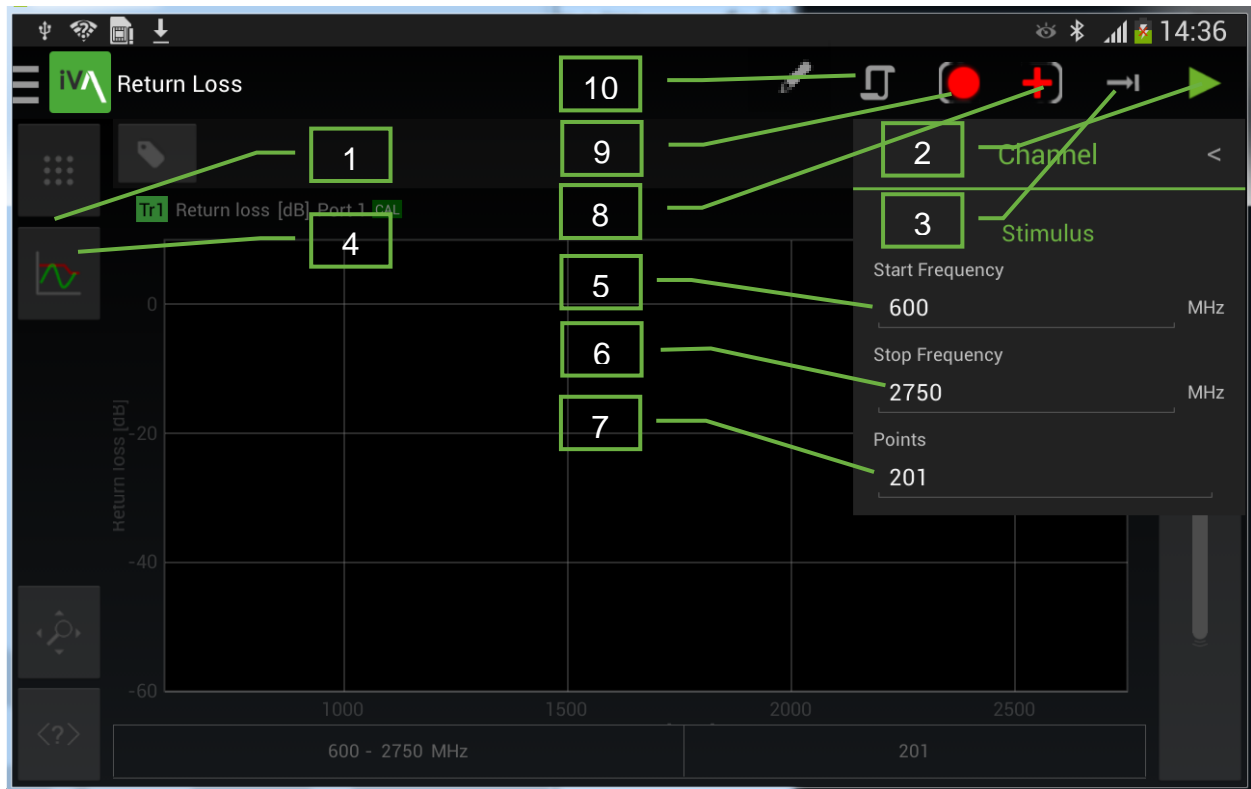 14:36
iVA Return Loss
10
9
1
2
Channel <
Tr1 Return loss [dB] Port 1 CAL
8
3
Stimulus
4
Start Frequency
5
600 MHz
0
6
Stop Frequency
2750 MHz
7
Points
201
Return loss [dB]
-20
-40
-60
1000 1500 2000 2500
<?>
600 - 2750 MHz 201